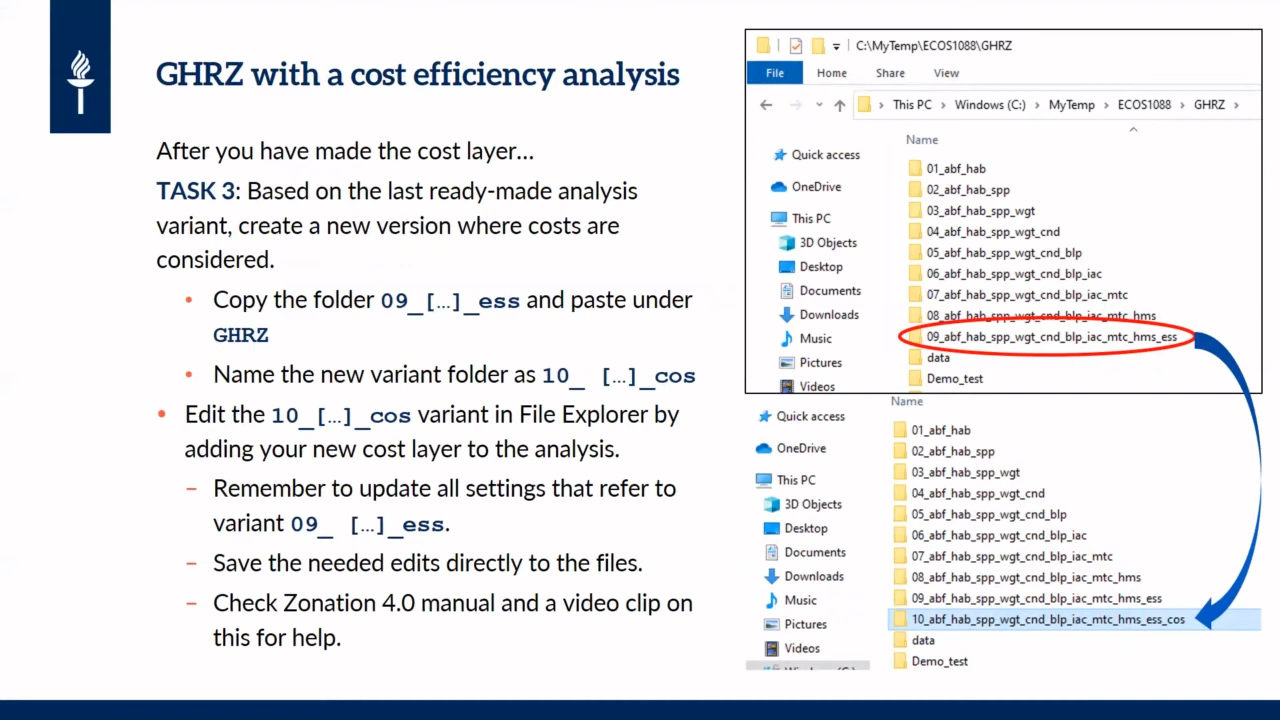 GHRZ with a cost efficiency analysis
After you have made the cost layer…
TASK 3: Based on the last ready-made analysis
variant, create a new version where costs are
considered.
• Copy the folder 09_[…]_ess and paste under
GHRZ
• Name the new variant folder as 10_ […]_cos
• Edit the 10_[…]_cos variant in File Explorer by
adding your new cost layer to the analysis.
– Remember to update all settings that refer to
variant 09_ […]_ess.
– Save the needed edits directly to the files.
– Check Zonation 4.0 manual and a video clip on
this for help.
C:\MyTemp\ECOS1088\GHRZ
File Home Share View
This PC > Windows (C:) > MyTemp > ECOS1088 > GHRZ >
Name
Quick access
OneDrive
This PC
3D Objects
Desktop
Documents
Downloads
Music
Pictures
Videos
01_abf_hab
02_abf_hab_spp
03_abf_hab_spp_wgt
04_abf_hab_spp_wgt_cnd
05_abf_hab_spp_wgt_cnd_blp
06_abf_hab_spp_wgt_cnd_blp_iac
07_abf_hab_spp_wgt_cnd_blp_iac_mtc
08_abf_hab_spp_wgt_cnd_blp_iac_mtc_hms
09_abf_hab_spp_wgt_cnd_blp_iac_mtc_hms_ess
data
Demo_test
Name
Quick access
OneDrive
This PC
3D Objects
Desktop
Documents
Downloads
Music
Pictures
Videos
Windows (C:)
01_abf_hab
02_abf_hab_spp
03_abf_hab_spp_wgt
04_abf_hab_spp_wgt_cnd
05_abf_hab_spp_wgt_cnd_blp
06_abf_hab_spp_wgt_cnd_blp_iac
07_abf_hab_spp_wgt_cnd_blp_iac_mtc
08_abf_hab_spp_wgt_cnd_blp_iac_mtc_hms
09_abf_hab_spp_wgt_cnd_blp_iac_mtc_hms_ess
10_abf_hab_spp_wgt_cnd_blp_iac_mtc_hms_ess_cos
data
Demo_test